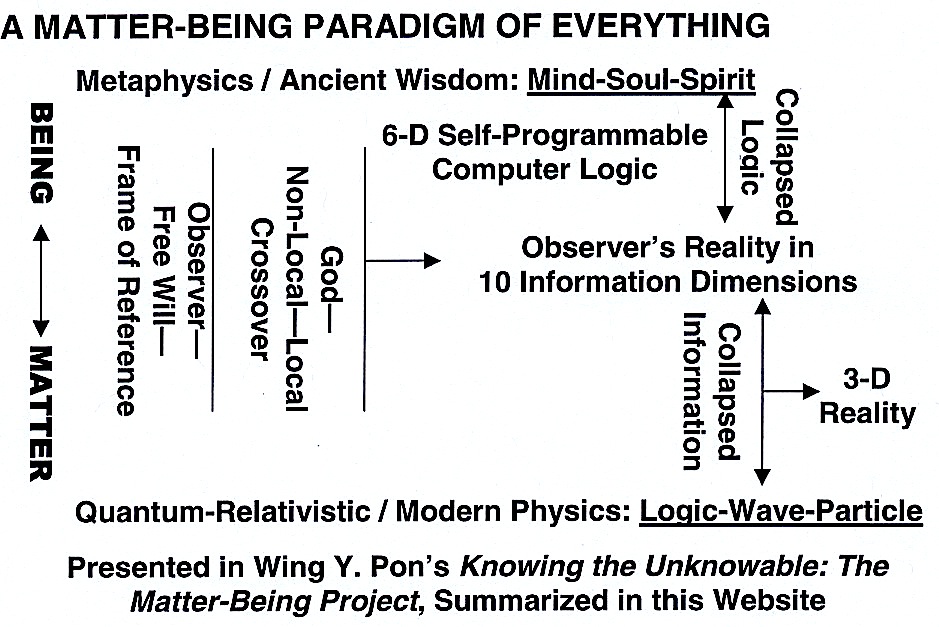 A MATTER-BEING PARADIGM OF EVERYTHING
Metaphysics / Ancient Wisdom: Mind-Soul-Spirit
BEING
MATTER
Observer—
Free Will—
Frame of Reference
God—
Non-Local—Local
Crossover
6-D Self-Programmable
Computer Logic
Collapsed
Logic
Observer's Reality in
10 Information Dimensions
Collapsed
Information
3-D
Reality
Quantum-Relativistic / Modern Physics: Logic-Wave-Particle
Presented in Wing Y. Pon's Knowing the Unknowable: The
Matter-Being Project, Summarized in this Website